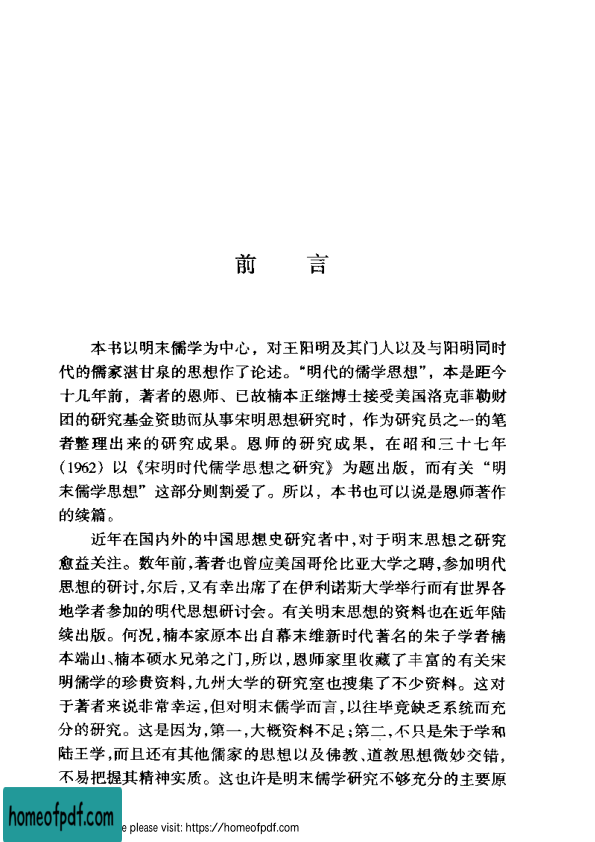 前 言
本书以明末儒学为中心，对王阳明及其门人以及与阳明同时
代的儒家湛甘泉的思想作了论述。“明代的儒学思想”，本是距今
十几年前，著者的恩师、已故楠本正继博士接受美国洛克菲勒财
团的研究基金资助而从事宋明思想研究时，作为研究员之一的笔
者整理出来的研究成果。恩师的研究成果，在昭和三十七年
(1962) 以《宋明时代儒学思想之研究》为题出版，而有关“明
末儒学思想”这部分则割爱了。所以，本书也可以说是恩师著作
的续篇。
近年在国内外的中国思想史研究者中，对于明末思想之研究
愈益关注。数年前，著者也曾应美国哥伦比亚大学之聘，参加明代
思想的研讨，尔后，又有幸出席了在伊利诺斯大学举行而有世界各
地学者参加的明代思想研讨会。有关明末思想的资料也在近年陆
续出版。何况，楠本家原本出自幕末维新时代著名的朱子学者楠
本端山、楠本硕水兄弟之门，所以，恩师家里收藏了丰富的有关宋
明儒学的珍贵资料，九州大学的研究室也搜集了不少资料。这对
于著者来说非常幸运，但对明末儒学而言，以往毕竟缺乏系统而充
分的研究。这是因为，第一，大概资料不足；第二，不只是朱于学和
陆王学，而且还有其他儒家的思想以及佛教、道教思想微妙交错，
不易把握其精神实质。这也许是明末儒学研究不够充分的主要原
homeofpdf.com
e please visit: https://homeofpdf.com